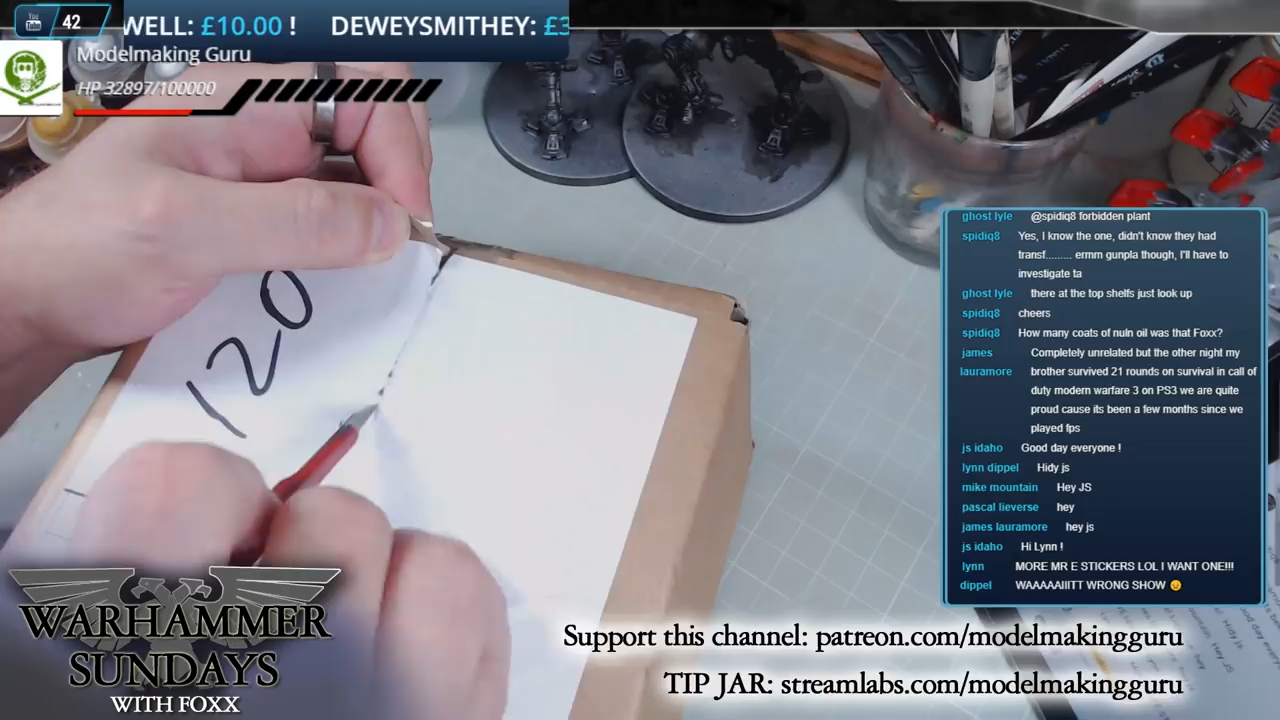 42
WELL: £10.00 ! DEWEYSMITHEY: £3
Modelmaking Guru
HP 32897/100000
120
ghost lyle @spidiq8 forbidden plant
spidiq8 Yes, I know the one, didn't know they had
transf......... ermm gunpla though, I'll have to
investigate ta
ghost lyle there at the top shelfs just look up
spidiq8 cheers
spidiq8 How many coats of nuln oil was that Foxx?
james Completely unrelated but the other night my
lauramore brother survived 21 rounds on survival in call of
duty modern warfare 3 on PS3 we are quite
proud cause its been a few months since we
played fps
js idaho Good day everyone !
lynn dippel Hidy js
mike mountain Hey JS
pascal lieverse hey
james lauramore hey js
js idaho Hi Lynn !
lynn MORE MR E STICKERS LOL I WANT ONE!!!
dippel WAAAAAIIITT WRONG SHOW
WARHAMMER
SUNDAYS
WITH FOXX
Support this channel: patreon.com/modelmakingguru
TIP JAR: streamlabs.com/modelmakingguru